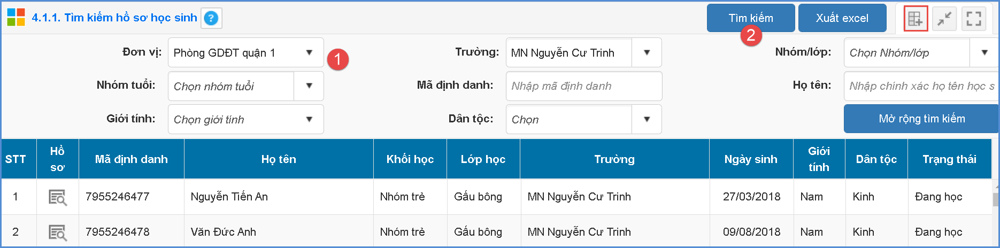 4.1.1. Tìm kiếm hồ sơ học sinh ? Tìm kiếm Xuất excel
2
Đơn vị: Phòng GDĐT quận 1 1 Trường: MN Nguyễn Cư Trinh Nhóm/lớp: Chọn Nhóm/lớp
Nhóm tuổi: Chọn nhóm tuổi Mã định danh: Nhập mã định danh Họ tên: Nhập chính xác họ tên học s
Giới tính: Chọn giới tính Dân tộc: Chọn Mở rộng tìm kiếm
STT Hồ sơ Mã định danh Họ tên Khối học Lớp học Trường Ngày sinh Giới tính Dân tộc Trạng thái
1 7955246477 Nguyễn Tiến An Nhóm trẻ Gấu bông MN Nguyễn Cư Trinh 27/03/2018 Nam Kinh Đang học
2 7955246478 Văn Đức Anh Nhóm trẻ Gấu bông MN Nguyễn Cư Trinh 09/08/2018 Nam Kinh Đang học